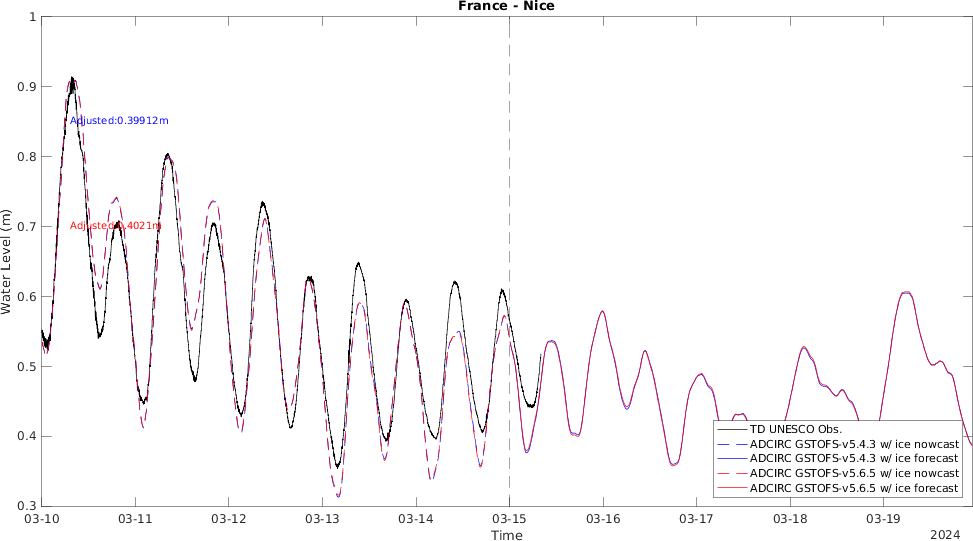 France - Nice
1
0.9
0.8
0.7
0.6
0.5
0.4
0.3
Water Level (m)
Adjusted:0.39912m
Adjusted:0.4021m
TD UNESCO Obs.
ADCIRC GSTOFS-v5.4.3 w/ ice nowcast
ADCIRC GSTOFS-v5.4.3 w/ ice forecast
ADCIRC GSTOFS-v5.6.5 w/ ice nowcast
ADCIRC GSTOFS-v5.6.5 w/ ice forecast
03-10 03-11 03-12 03-13 03-14 03-15 03-16 03-17 03-18 03-19
Time
2024